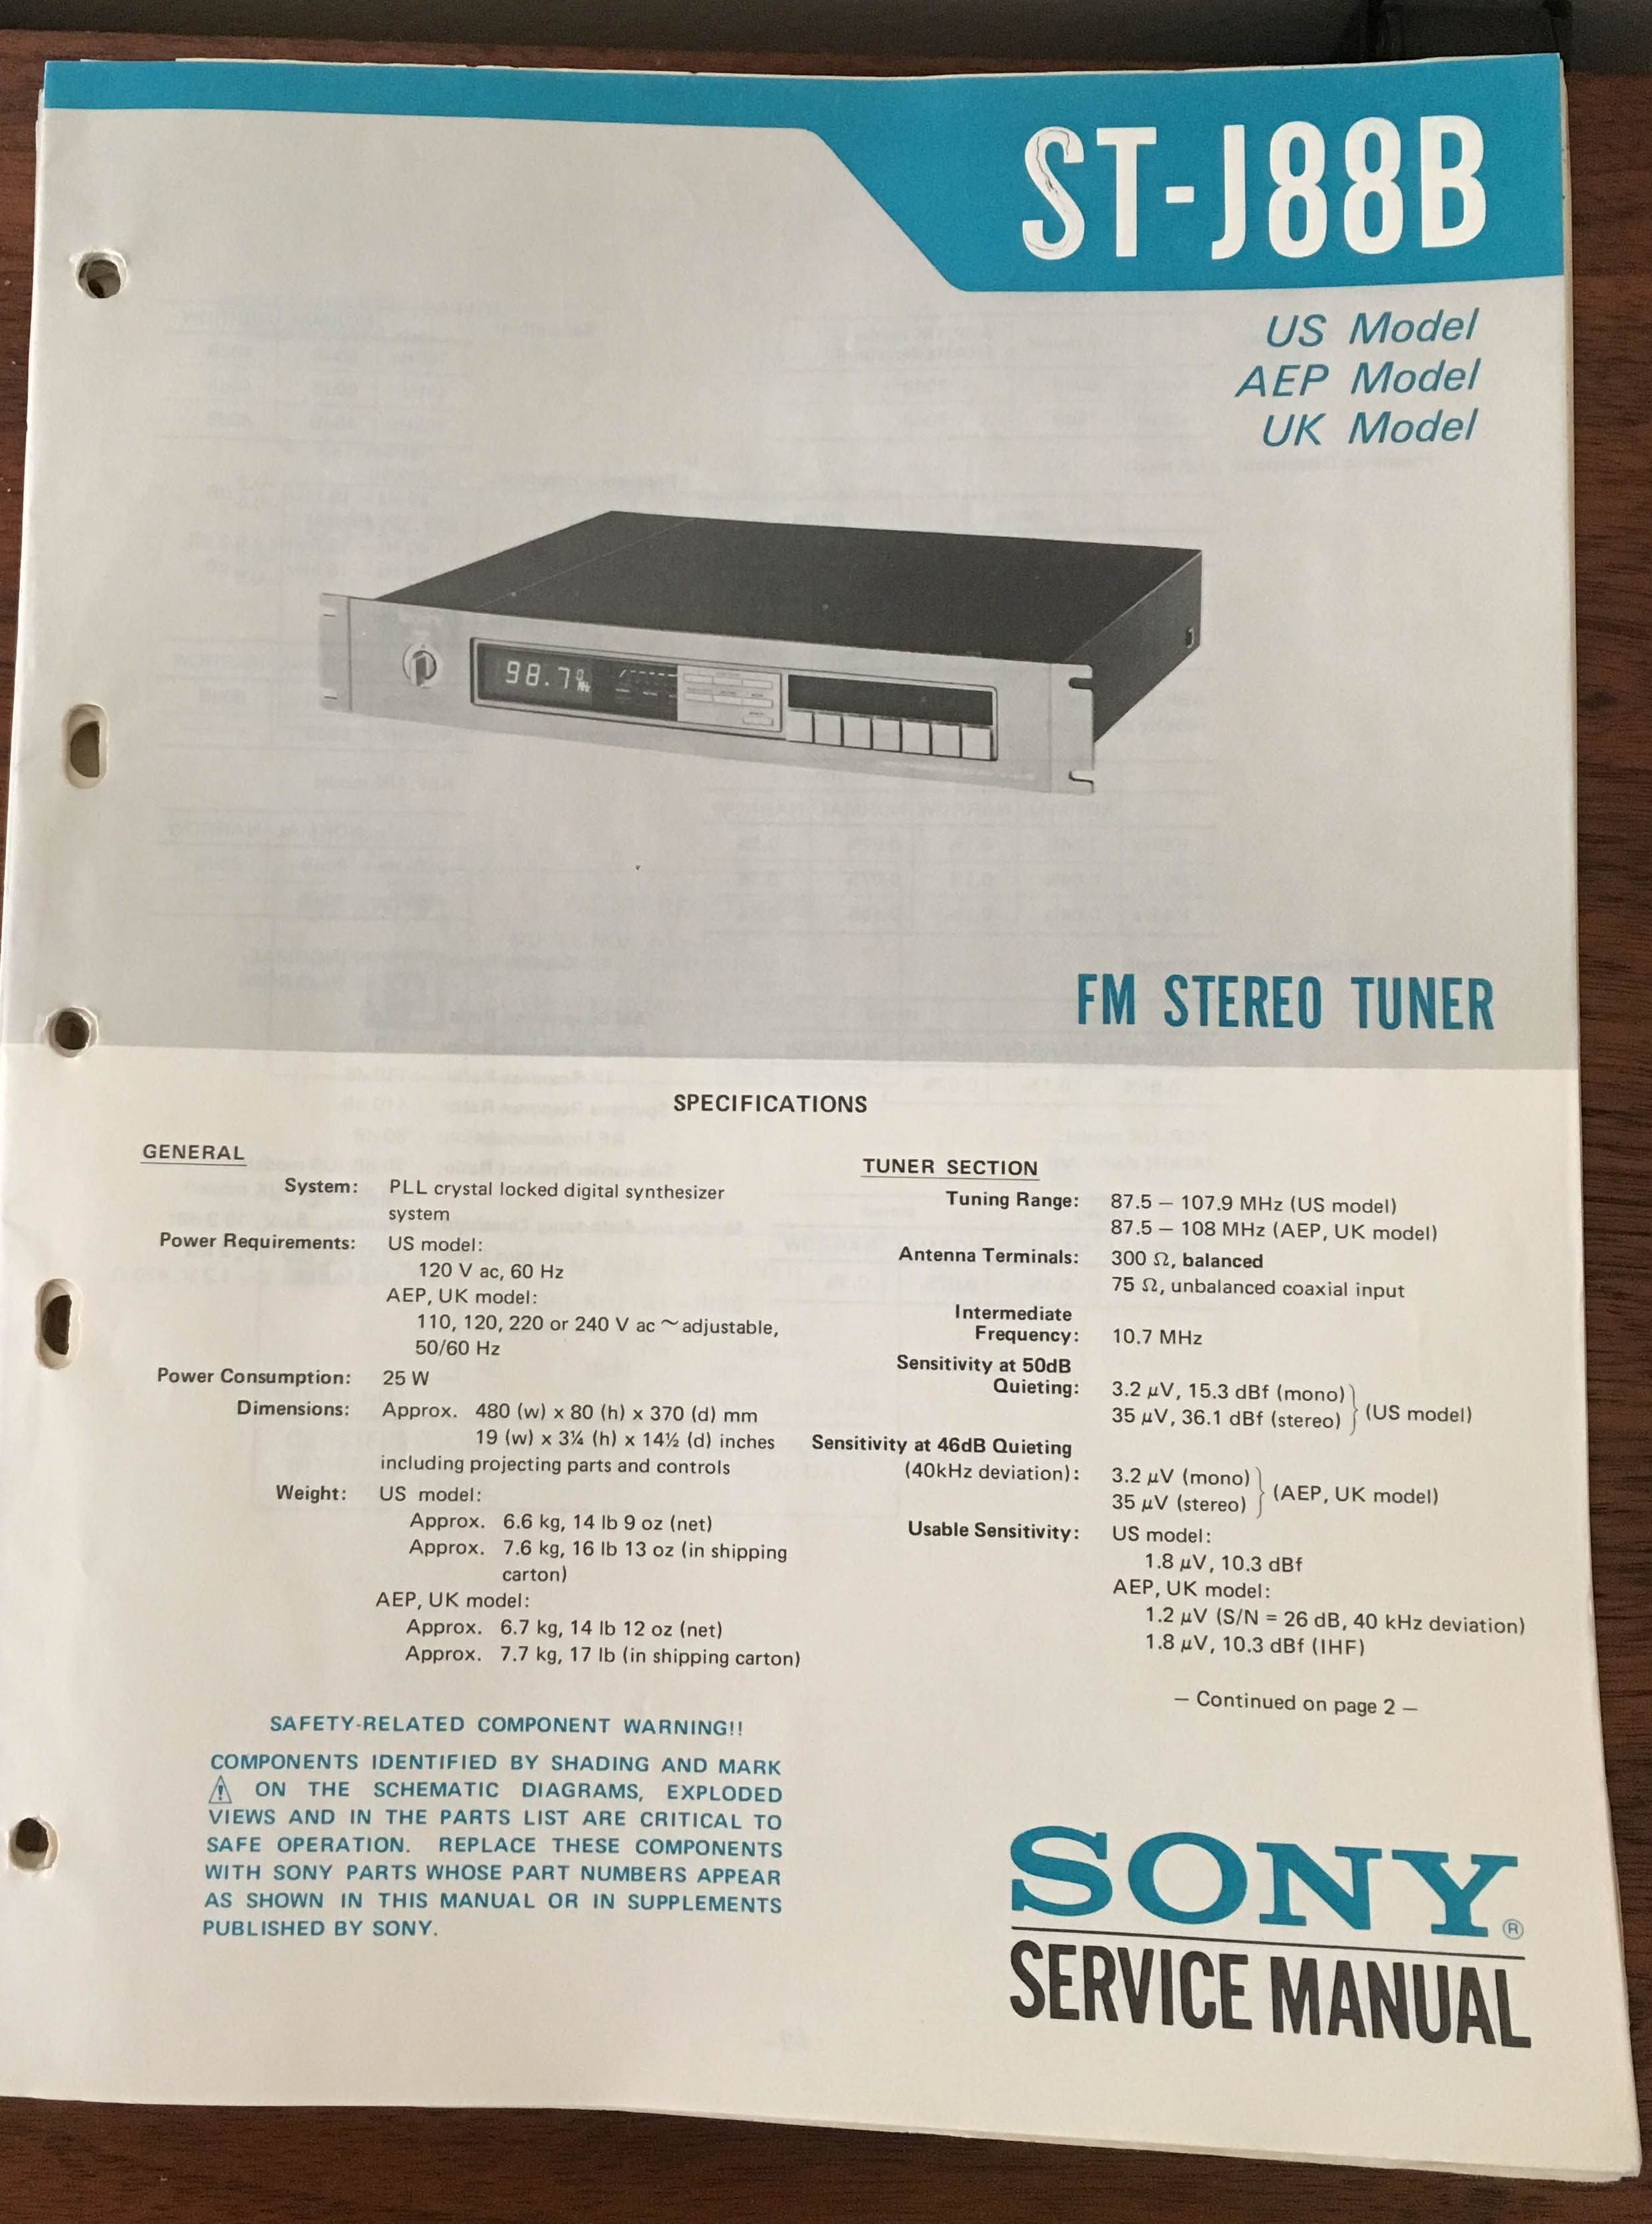 ST-J88B
US Model
AEP Model
UK Model
98.7
MHz
FM STEREO TUNER
SPECIFICATIONS
GENERAL
System: PLL crystal locked digital synthesizer
system
Power Requirements: US model:
120 V ac, 60 Hz
AEP, UK model:
110, 120, 220 or 240 V ac ~ adjustable,
50/60 Hz
Power Consumption: 25 W
Dimensions: Approx. 480 (w) x 80 (h) x 370 (d) mm
19 (w) x 3¼ (h) x 14½ (d) inches
including projecting parts and controls
Weight: US model:
Approx. 6.6 kg, 14 lb 9 oz (net)
Approx. 7.6 kg, 16 lb 13 oz (in shipping
carton)
AEP, UK model:
Approx. 6.7 kg, 14 lb 12 oz (net)
Approx. 7.7 kg, 17 lb (in shipping carton)
TUNER SECTION
Tuning Range: 87.5 – 107.9 MHz (US model)
87.5 – 108 MHz (AEP, UK model)
Antenna Terminals: 300 Ω, balanced
75 Ω, unbalanced coaxial input
Intermediate
Frequency: 10.7 MHz
Sensitivity at 50dB
Quieting: 3.2 µV, 15.3 dBf (mono)
35 µV, 36.1 dBf (stereo) (US model)
Sensitivity at 46dB Quieting
(40kHz deviation): 3.2 µV (mono)
35 µV (stereo) (AEP, UK model)
Usable Sensitivity: US model:
1.8 µV, 10.3 dBf
AEP, UK model:
1.2 µV (S/N = 26 dB, 40 kHz deviation)
1.8 µV, 10.3 dBf (IHF)
– Continued on page 2 –
SAFETY-RELATED COMPONENT WARNING!!
COMPONENTS IDENTIFIED BY SHADING AND MARK
⚠ ON THE SCHEMATIC DIAGRAMS, EXPLODED
VIEWS AND IN THE PARTS LIST ARE CRITICAL TO
SAFE OPERATION. REPLACE THESE COMPONENTS
WITH SONY PARTS WHOSE PART NUMBERS APPEAR
AS SHOWN IN THIS MANUAL OR IN SUPPLEMENTS
PUBLISHED BY SONY.
SONY®
SERVICE MANUAL